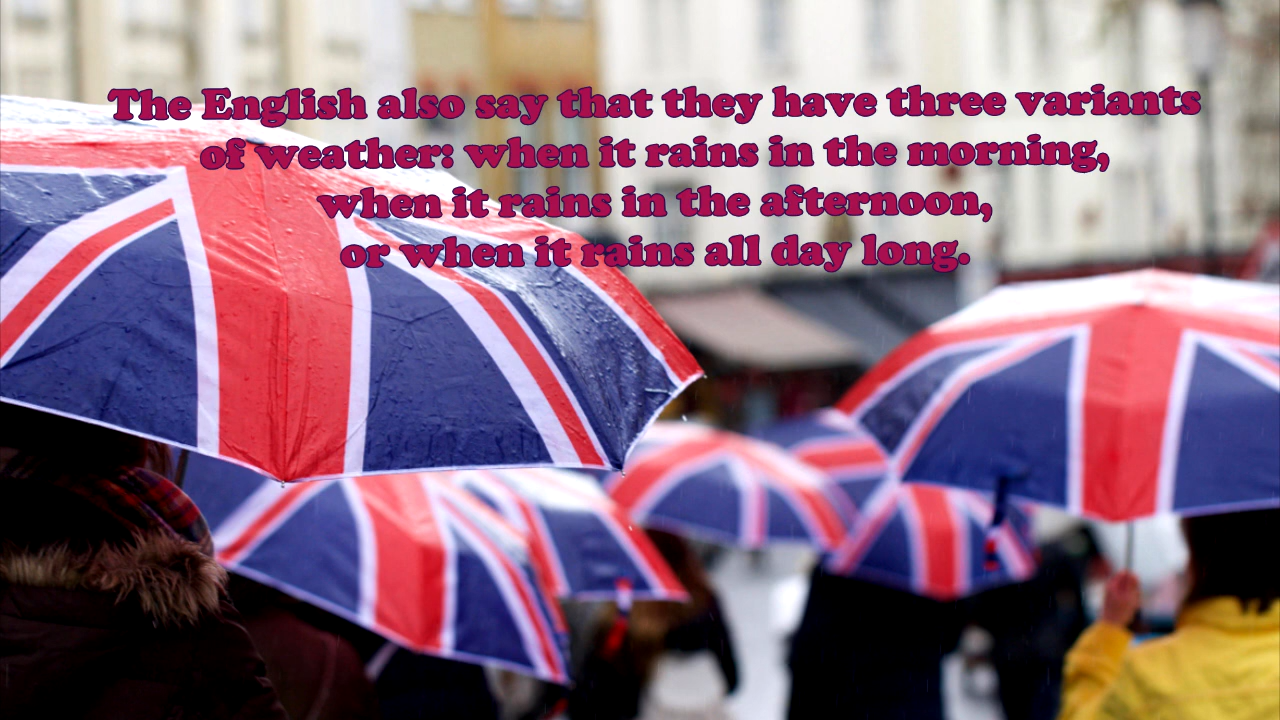 The English also say that they have three variants
of weather: when it rains in the morning,
when it rains in the afternoon,
or when it rains all day long.